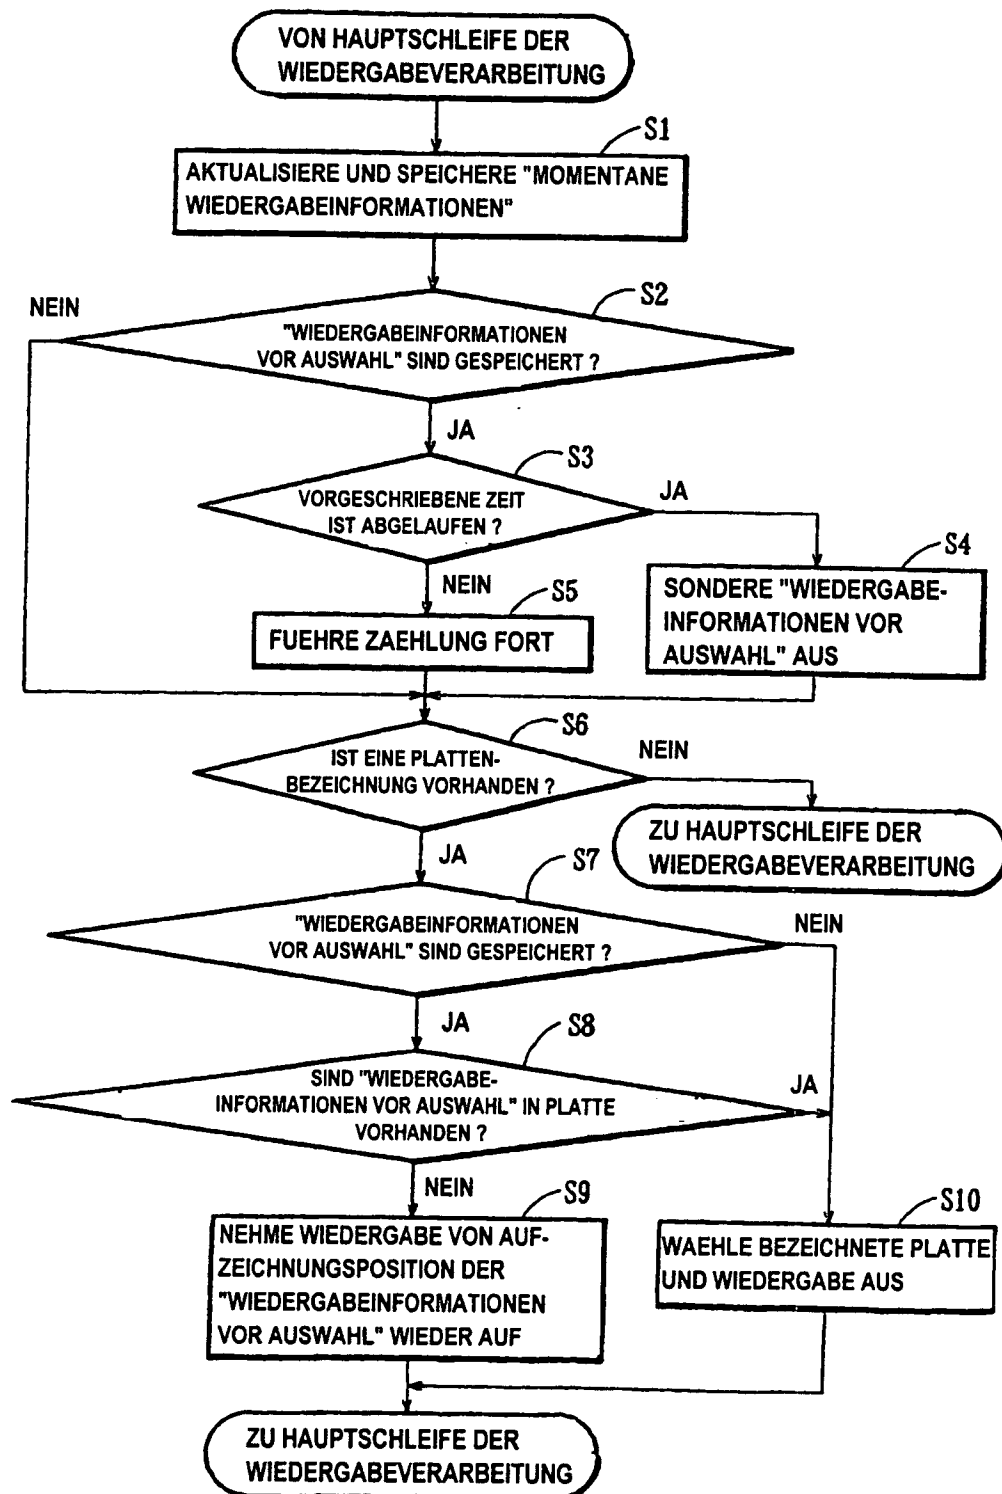 VON HAUPTSCHLEIFE DER
WIEDERGABEVERARBEITUNG
S1
AKTUALISIERE UND SPEICHERE "MOMENTANE
WIEDERGABEINFORMATIONEN"
S2
NEIN
"WIEDERGABEINFORMATIONEN
VOR AUSWAHL" SIND GESPEICHERT ?
JA
S3
VORGESCHRIEBENE ZEIT
IST ABGELAUFEN ?
JA
S4
NEIN
SONDERE "WIEDERGABE-
INFORMATIONEN VOR
AUSWAHL" AUS
S5
FUEHRE ZAEHLUNG FORT
S6
IST EINE PLATTEN-
BEZEICHNUNG VORHANDEN ?
NEIN
ZU HAUPTSCHLEIFE DER
WIEDERGABEVERARBEITUNG
JA
S7
"WIEDERGABEINFORMATIONEN
VOR AUSWAHL" SIND GESPEICHERT ?
NEIN
JA
S8
SIND "WIEDERGABE-
INFORMATIONEN VOR AUSWAHL" IN PLATTE
VORHANDEN ?
JA
NEIN
S9
NEHME WIEDERGABE VON AUF-
ZEICHNUNGSPOSITION DER
"WIEDERGABEINFORMATIONEN
VOR AUSWAHL" WIEDER AUF
S10
WAEHLE BEZEICHNETE PLATTE
UND WIEDERGABE AUS
ZU HAUPTSCHLEIFE DER
WIEDERGABEVERARBEITUNG